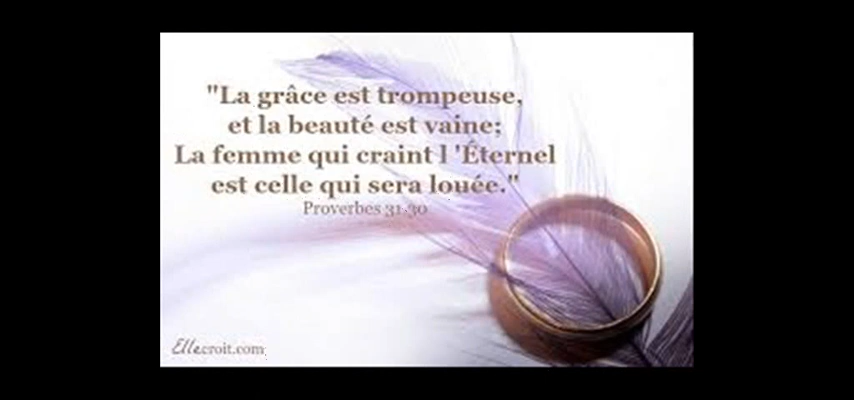 "La grâce est trompeuse,
et la beauté est vaine;
La femme qui craint l 'Éternel
est celle qui sera louée."
Proverbes 31.30
Ellecroit.com